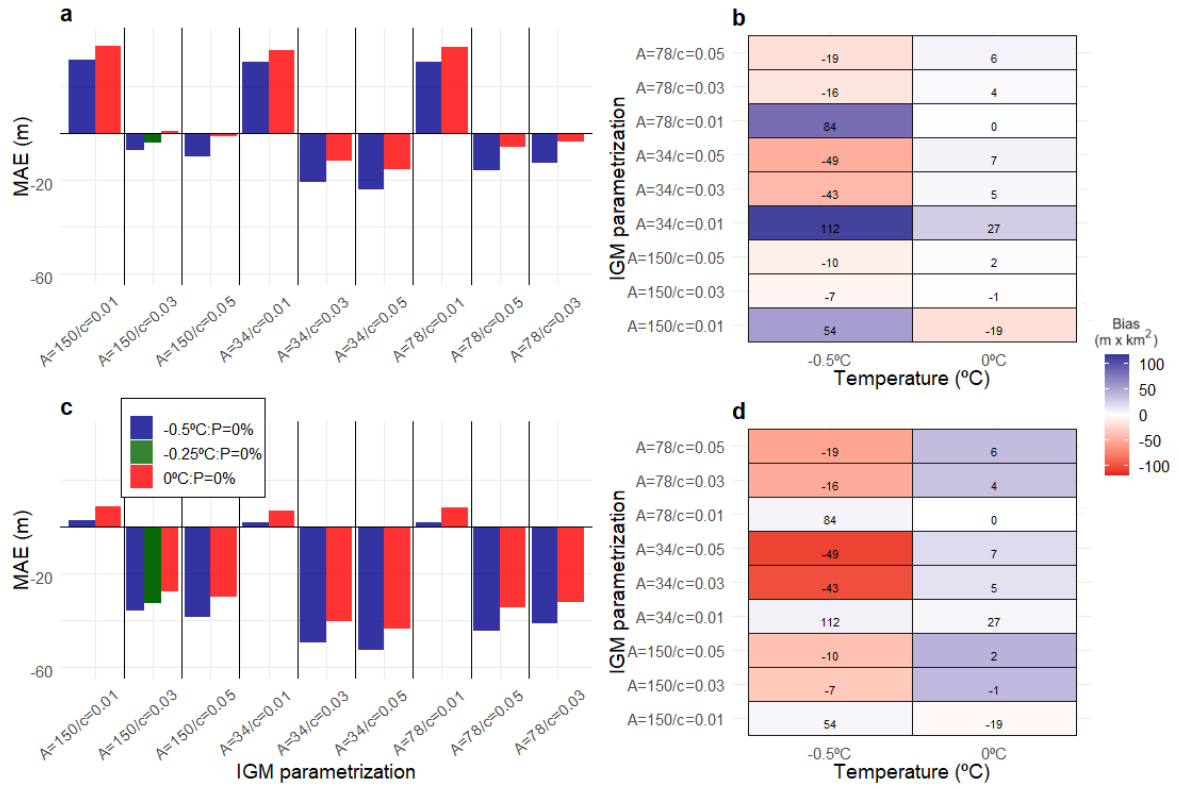 a
MAE (m)
-20
-60
A=150/c=0.01
A=150/c=0.03
A=150/c=0.05
A=34/c=0.01
A=34/c=0.03
A=34/c=0.05
A=78/c=0.01
A=78/c=0.05
A=78/c=0.03
b
IGM parametrization
A=78/c=0.05
-19
6
A=78/c=0.03
-16
4
A=78/c=0.01
84
0
A=34/c=0.05
-49
7
A=34/c=0.03
-43
5
A=34/c=0.01
112
27
A=150/c=0.05
-10
2
A=150/c=0.03
-7
-1
A=150/c=0.01
54
-19
-0.5ºC
0ºC
Temperature (ºC)
Bias
(m x km²)
100
50
0
-50
-100
c
-0.5ºC:P=0%
-0.25ºC:P=0%
0ºC:P=0%
MAE (m)
-20
-60
A=150/c=0.01
A=150/c=0.03
A=150/c=0.05
A=34/c=0.01
A=34/c=0.03
A=34/c=0.05
A=78/c=0.01
A=78/c=0.05
A=78/c=0.03
IGM parametrization
d
IGM parametrization
A=78/c=0.05
-19
6
A=78/c=0.03
-16
4
A=78/c=0.01
84
0
A=34/c=0.05
-49
7
A=34/c=0.03
-43
5
A=34/c=0.01
112
27
A=150/c=0.05
-10
2
A=150/c=0.03
-7
-1
A=150/c=0.01
54
-19
-0.5ºC
0ºC
Temperature (ºC)